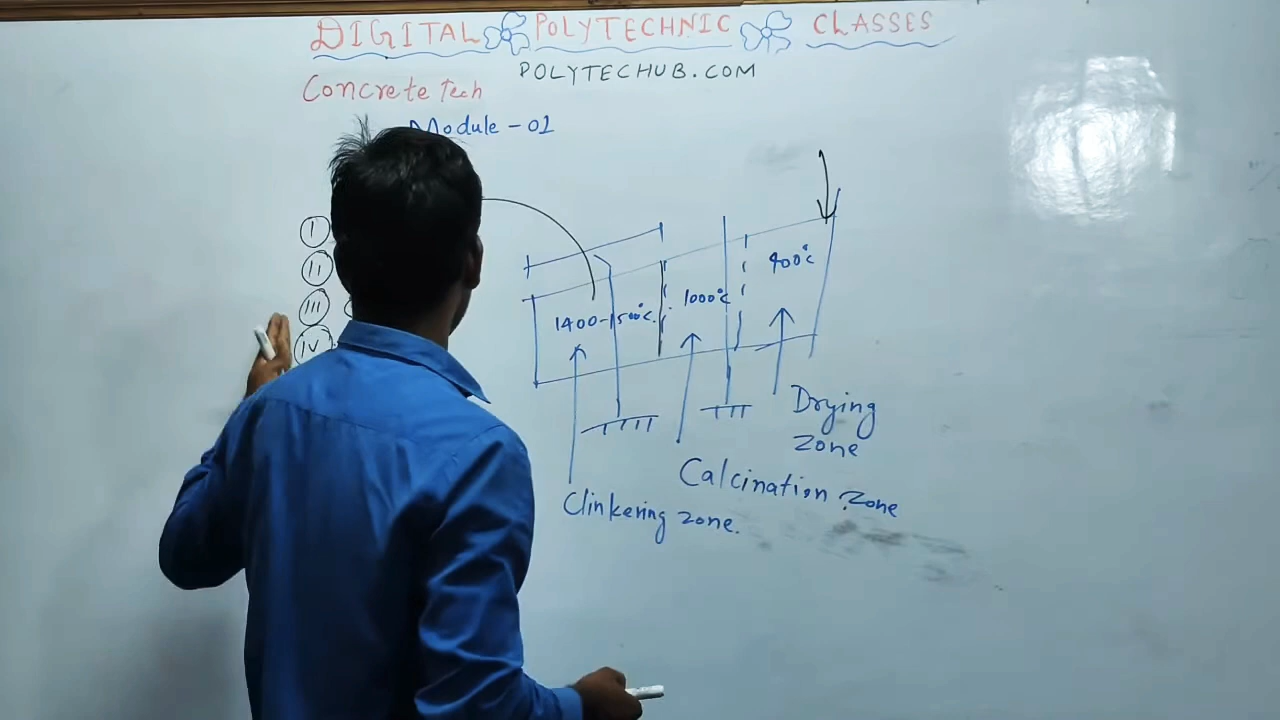 DIGITAL POLYTECHNIC CLASSES
POLYTECHUB.COM
Concrete Tech
Module - 01
I
II
III
IV
1400-1500°c.
1000°c
400°c
Drying
Zone
Calcination Zone
Clinkering zone.